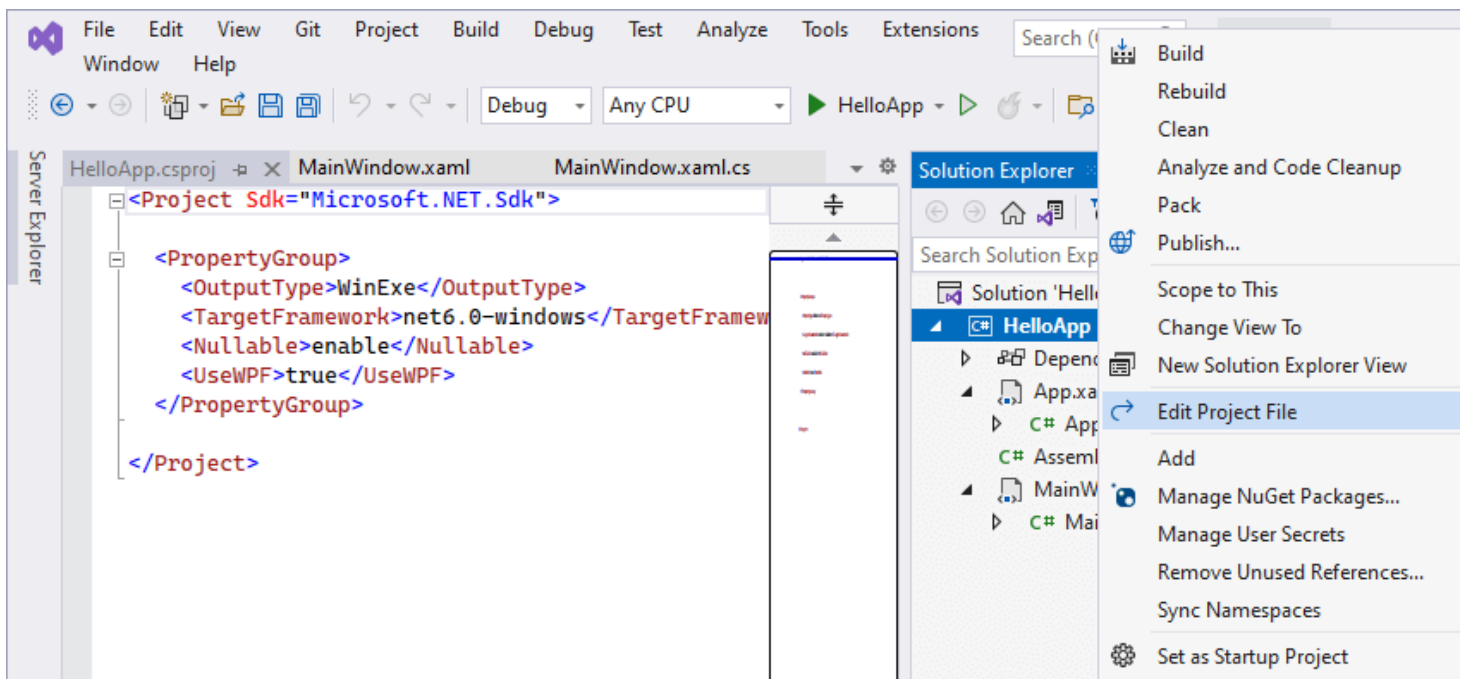 File Edit View Git Project Build Debug Test Analyze Tools Extensions
Search (
Window Help
Debug Any CPU HelloApp
Server Explorer
HelloApp.csproj MainWindow.xaml MainWindow.xaml.cs
<Project Sdk="Microsoft.NET.Sdk">
<PropertyGroup>
<OutputType>WinExe</OutputType>
<TargetFramework>net6.0-windows</TargetFramew
<Nullable>enable</Nullable>
<UseWPF>true</UseWPF>
</PropertyGroup>
</Project>
Solution Explorer
Search Solution Exp
Solution 'Hell
C# HelloApp
Depend
App.xa
C# App
C# Asseml
MainW
C# Mai
Build
Rebuild
Clean
Analyze and Code Cleanup
Pack
Publish...
Scope to This
Change View To
New Solution Explorer View
Edit Project File
Add
Manage NuGet Packages...
Manage User Secrets
Remove Unused References...
Sync Namespaces
Set as Startup Project